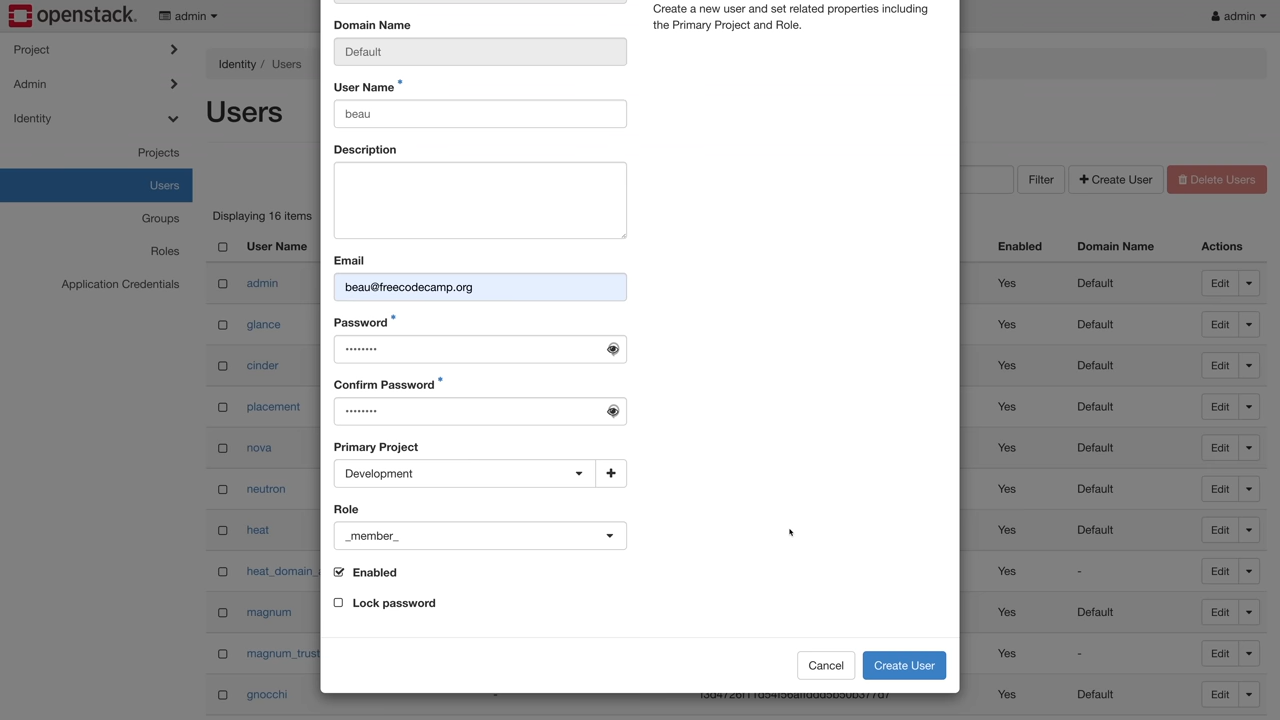 openstack.
admin
admin
Project
Admin
Identity
Projects
Users
Groups
Roles
Application Credentials
Identity / Users
Users
Filter
+ Create User
Delete Users
Displaying 16 items
User Name
Enabled
Domain Name
Actions
admin
Yes
Default
Edit
glance
Yes
Default
Edit
cinder
Yes
Default
Edit
placement
Yes
Default
Edit
nova
Yes
Default
Edit
neutron
Yes
Default
Edit
heat
Yes
Default
Edit
heat_domain_
Yes
-
Edit
magnum
Yes
Default
Edit
magnum_trust
Yes
-
Edit
gnocchi
-
Yes
Default
Edit
Create a new user and set related properties including
the Primary Project and Role.
Domain Name
Default
User Name *
beau
Description
Email
beau@freecodecamp.org
Password *
••••••••
Confirm Password *
••••••••
Primary Project
Development
+
Role
_member_
Enabled
Lock password
Cancel
Create User